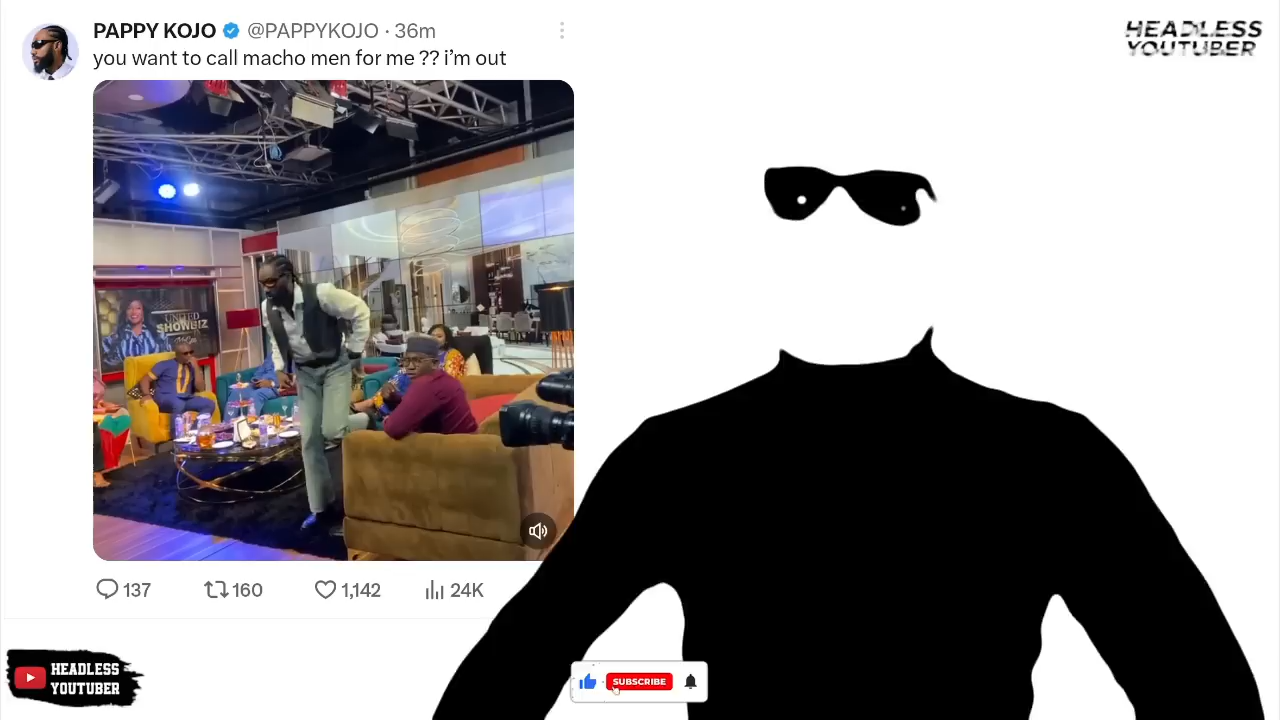 PAPPY KOJO @PAPPYKOJO · 36m
you want to call macho men for me ?? i’m out
HEADLESS
YOUTUBER
UNITED
SHOWBIZ
137 160 1,142 24K
HEADLESS
YOUTUBER
SUBSCRIBE